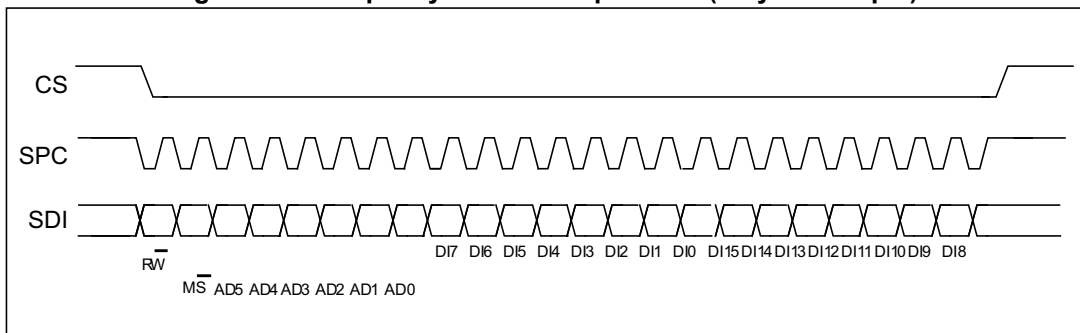 CS
SPC
SDI
DI7 DI6 DI5 DI4 DI3 DI2 DI1 DI0 DI15 DI14 DI13 DI12 DI11 DI10 DI9 DI8
RW̅
MS̅ AD5 AD4 AD3 AD2 AD1 AD0